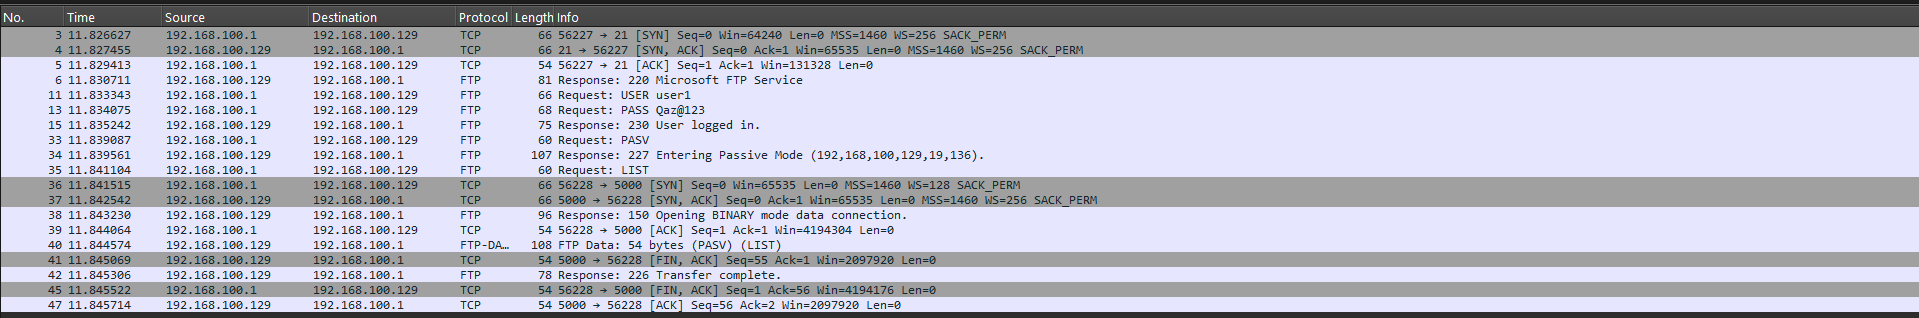 No. Time Source Destination Protocol Length Info
3 11.826627 192.168.100.1 192.168.100.129 TCP 66 56227 → 21 [SYN] Seq=0 Win=64240 Len=0 MSS=1460 WS=256 SACK_PERM
4 11.827455 192.168.100.129 192.168.100.1 TCP 66 21 → 56227 [SYN, ACK] Seq=0 Ack=1 Win=65535 Len=0 MSS=1460 WS=256 SACK_PERM
5 11.829413 192.168.100.1 192.168.100.129 TCP 54 56227 → 21 [ACK] Seq=1 Ack=1 Win=131328 Len=0
6 11.830711 192.168.100.129 192.168.100.1 FTP 81 Response: 220 Microsoft FTP Service
11 11.833343 192.168.100.1 192.168.100.129 FTP 66 Request: USER user1
13 11.834075 192.168.100.1 192.168.100.129 FTP 68 Request: PASS Qaz@123
15 11.835242 192.168.100.129 192.168.100.1 FTP 75 Response: 230 User logged in.
33 11.839087 192.168.100.1 192.168.100.129 FTP 60 Request: PASV
34 11.839561 192.168.100.129 192.168.100.1 FTP 107 Response: 227 Entering Passive Mode (192,168,100,129,19,136).
35 11.841104 192.168.100.1 192.168.100.129 FTP 60 Request: LIST
36 11.841515 192.168.100.1 192.168.100.129 TCP 66 56228 → 5000 [SYN] Seq=0 Win=65535 Len=0 MSS=1460 WS=128 SACK_PERM
37 11.842542 192.168.100.129 192.168.100.1 TCP 66 5000 → 56228 [SYN, ACK] Seq=0 Ack=1 Win=65535 Len=0 MSS=1460 WS=256 SACK_PERM
38 11.843230 192.168.100.129 192.168.100.1 FTP 96 Response: 150 Opening BINARY mode data connection.
39 11.844064 192.168.100.1 192.168.100.129 TCP 54 56228 → 5000 [ACK] Seq=1 Ack=1 Win=4194304 Len=0
40 11.844574 192.168.100.129 192.168.100.1 FTP-DA… 108 FTP Data: 54 bytes (PASV) (LIST)
41 11.845069 192.168.100.129 192.168.100.1 TCP 54 5000 → 56228 [FIN, ACK] Seq=55 Ack=1 Win=2097920 Len=0
42 11.845306 192.168.100.129 192.168.100.1 FTP 78 Response: 226 Transfer complete.
45 11.845522 192.168.100.1 192.168.100.129 TCP 54 56228 → 5000 [FIN, ACK] Seq=1 Ack=56 Win=4194176 Len=0
47 11.845714 192.168.100.129 192.168.100.1 TCP 54 5000 → 56228 [ACK] Seq=56 Ack=2 Win=2097920 Len=0